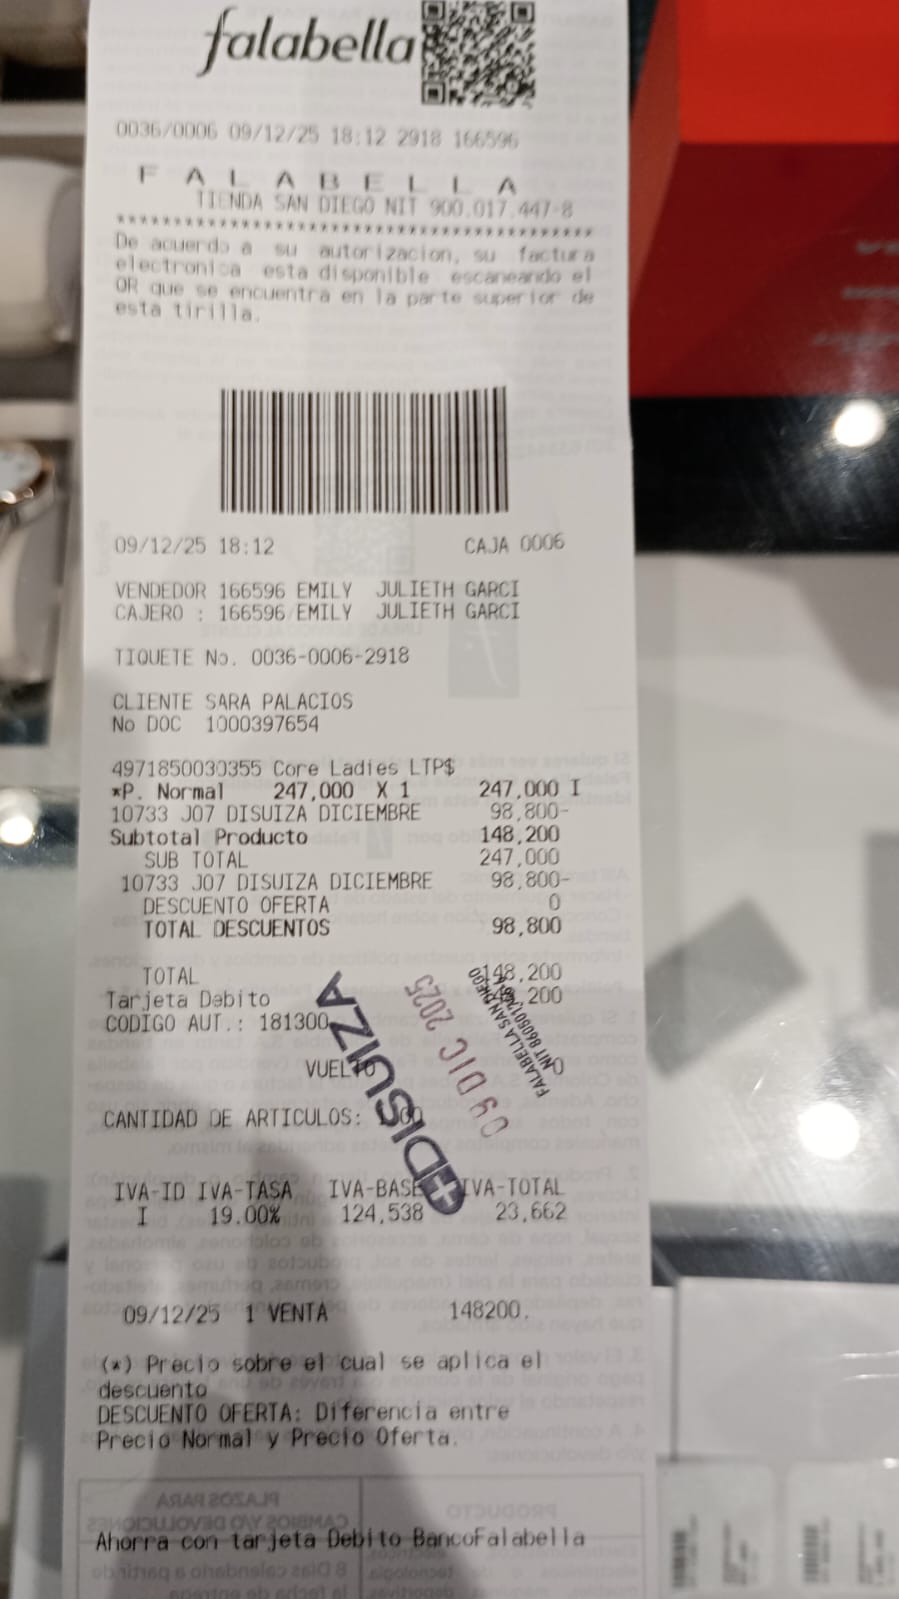 falabella
0036/0006 09/12/25 18:12 2918 166596
F A L A B E L L A
TIENDA SAN DIEGO NIT 900.017.447-8
******************************************
De acuerdo a su autorizacion, su factura
electronica esta disponible escaneando el
QR que se encuentra en la parte superior de
esta tirilla.
09/12/25 18:12 CAJA 0006
VENDEDOR 166596 EMILY JULIETH GARCI
CAJERO : 166596 EMILY JULIETH GARCI
TIQUETE No. 0036-0006-2918
CLIENTE SARA PALACIOS
No DOC 1000397654
4971850030355 Core Ladies LTP$
*P. Normal 247,000 X 1 247,000 I
10733 J07 DISUIZA DICIEMBRE 98,800-
Subtotal Producto 148,200
SUB TOTAL 247,000
10733 J07 DISUIZA DICIEMBRE 98,800-
DESCUENTO OFERTA 0
TOTAL DESCUENTOS 98,800
TOTAL 148,200
Tarjeta Debito ,200
CODIGO AUT.: 181300
VUELTO 0
CANTIDAD DE ARTICULOS: 1.00
DISUIZA
09 DIC 2025
FALABELLA SAN DIEGO
IVA-ID IVA-TASA IVA-BASE IVA-TOTAL
I 19.00% 124,538 23,662
09/12/25 1 VENTA 148200.
(*) Precio sobre el cual se aplica el
descuento
DESCUENTO OFERTA: Diferencia entre
Precio Normal y Precio Oferta.
Ahorra con tarjeta Debito BancoFalabella